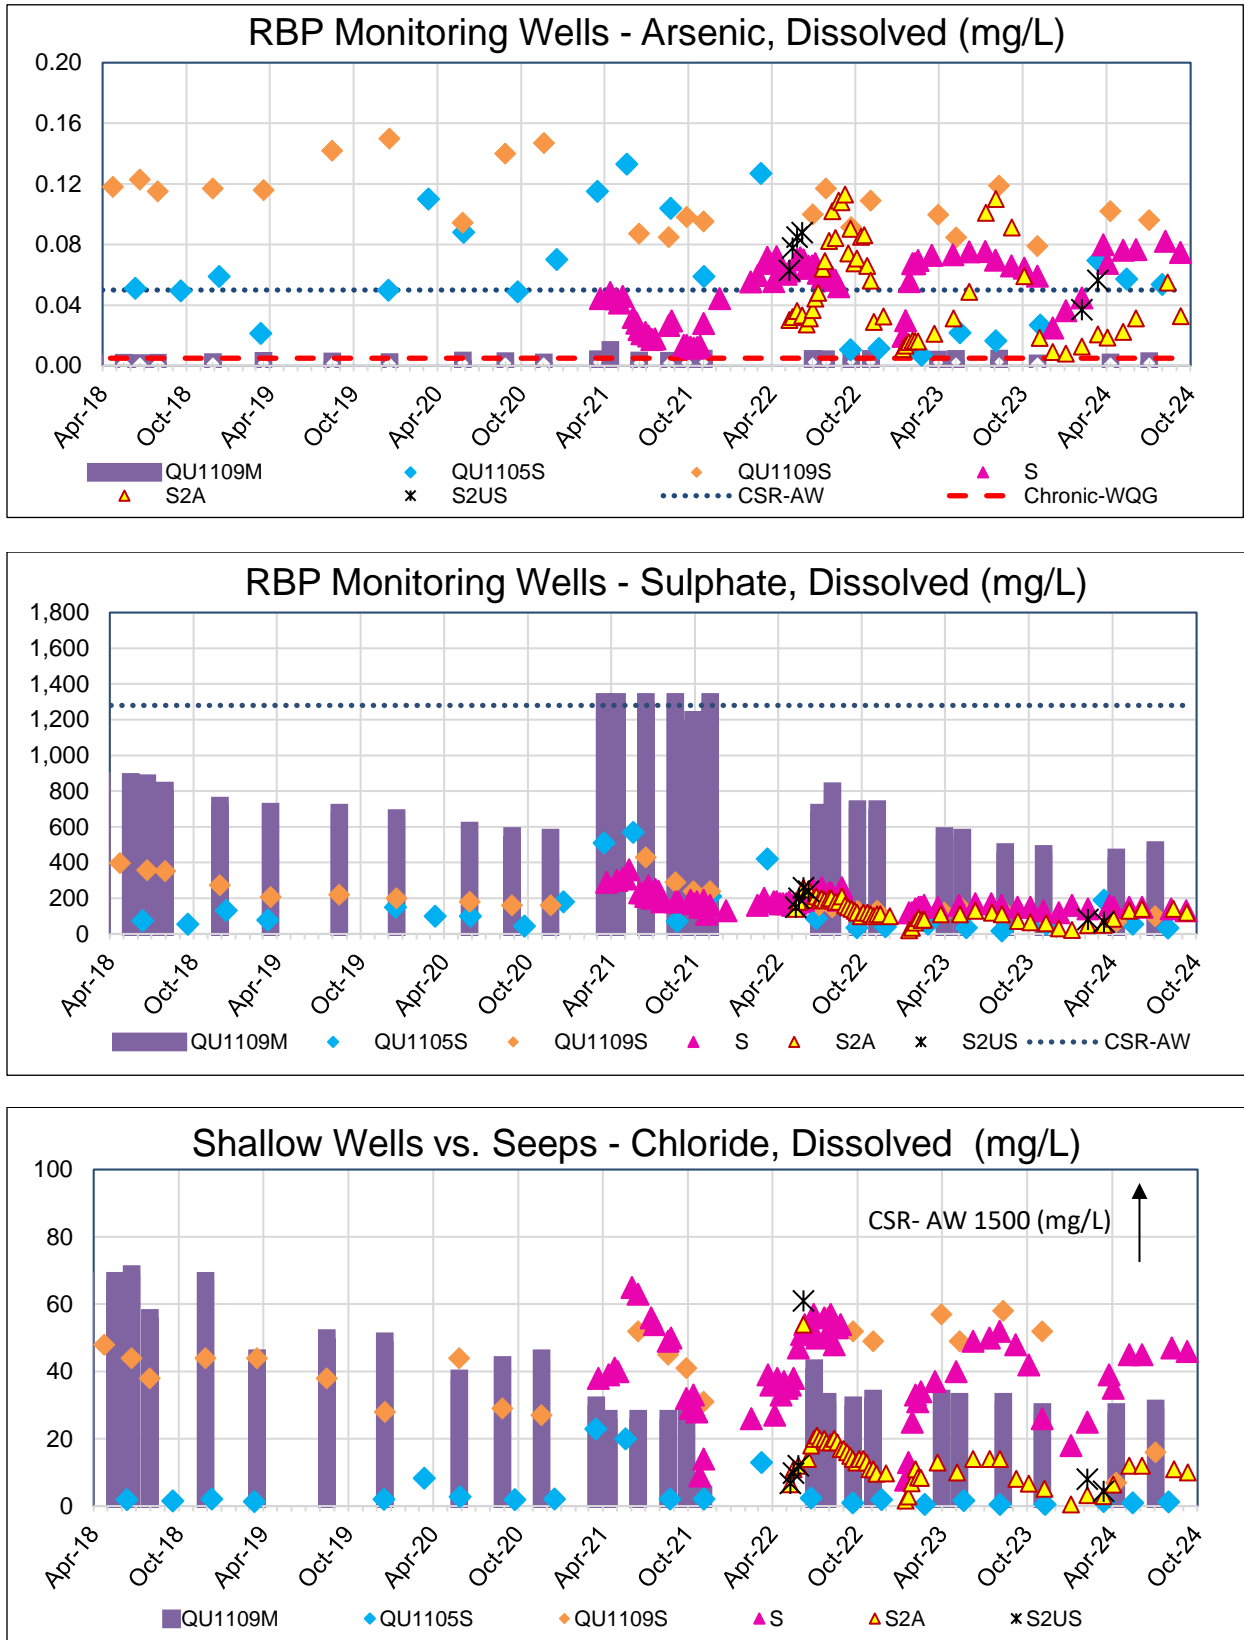 RBP Monitoring Wells - Arsenic, Dissolved (mg/L)
0.20
0.16
0.12
0.08
0.04
0.00
Apr-18 Oct-18 Apr-19 Oct-19 Apr-20 Oct-20 Apr-21 Oct-21 Apr-22 Oct-22 Apr-23 Oct-23 Apr-24 Oct-24
QU1109M QU1105S QU1109S S
S2A S2US CSR-AW Chronic-WQG
RBP Monitoring Wells - Sulphate, Dissolved (mg/L)
1,800
1,600
1,400
1,200
1,000
800
600
400
200
0
Apr-18 Oct-18 Apr-19 Oct-19 Apr-20 Oct-20 Apr-21 Oct-21 Apr-22 Oct-22 Apr-23 Oct-23 Apr-24 Oct-24
QU1109M QU1105S QU1109S S S2A S2US CSR-AW
Shallow Wells vs. Seeps - Chloride, Dissolved (mg/L)
100
80
60
40
20
0
CSR- AW 1500 (mg/L)
Apr-18 Oct-18 Apr-19 Oct-19 Apr-20 Oct-20 Apr-21 Oct-21 Apr-22 Oct-22 Apr-23 Oct-23 Apr-24 Oct-24
QU1109M QU1105S QU1109S S S2A S2US